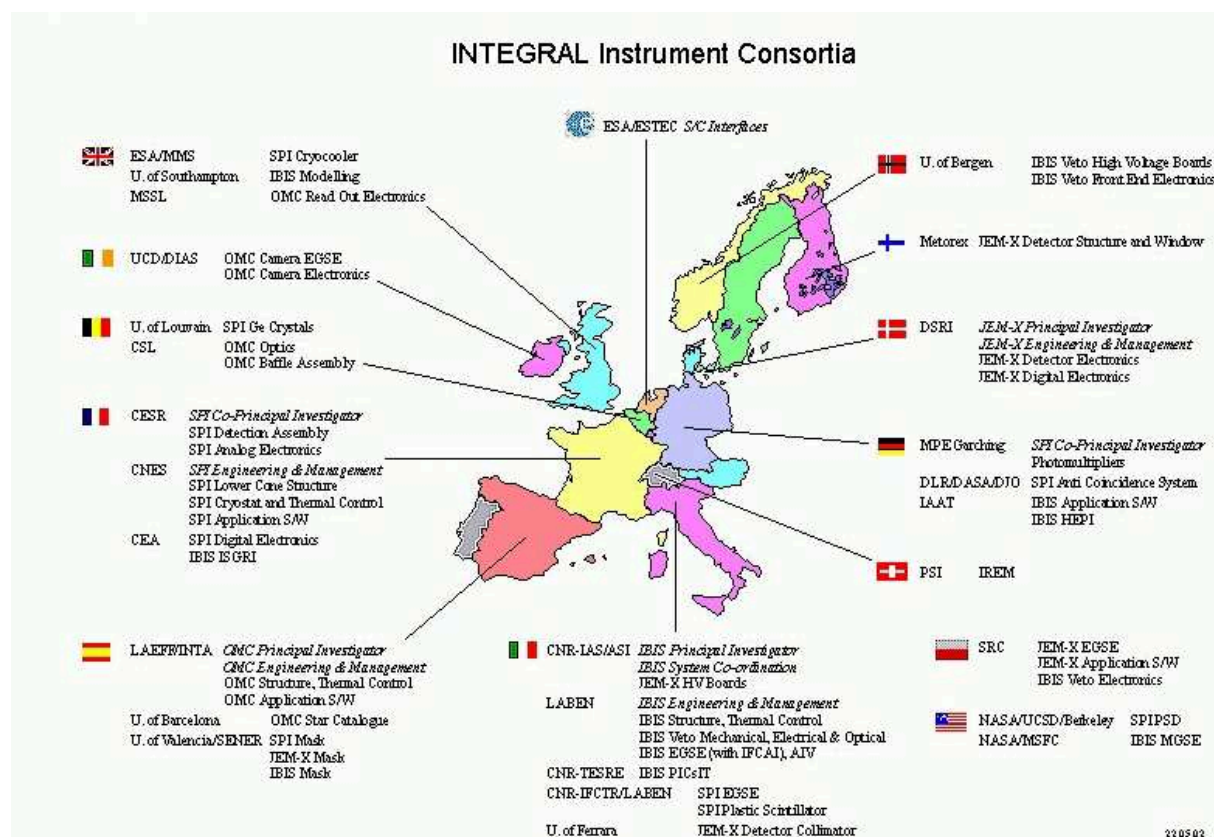 INTEGRAL Instrument Consortia
ESA/ESTEC S/C Interfaces
ESA/MMS SPI Cryocooler
U. of Southampton IBIS Modelling
MSSL OMC Read Out Electronics
UCD/DIAS OMC Camera EGSE
OMC Camera Electronics
U. of Louvain SPI Ge Crystals
CSL OMC Optics
OMC Baffle Assembly
CESR SPI Co-Principal Investigator
SPI Detection Assembly
SPI Analog Electronics
CNES SPI Engineering & Management
SPI Lower Cone Structure
SPI Cryostat and Thermal Control
SPI Application S/W
CEA SPI Digital Electronics
IBIS ISGRI
LAEFF/INTA OMC Principal Investigator
OMC Engineering & Management
OMC Structure, Thermal Control
OMC Application S/W
U. of Barcelona OMC Star Catalogue
U. of Valencia/SENER SPI Mask
JEM-X Mask
IBIS Mask
CNR-IAS/ASI IBIS Principal Investigator
IBIS System Co-ordination
JEM-X HV Boards
LABEN IBIS Engineering & Management
IBIS Structure, Thermal Control
IBIS Veto Mechanical, Electrical & Optical
IBIS EGSE (with IFCAI), AIV
CNR-TESRE IBIS PICsIT
CNR-IFCTR/LABEN SPI EGSE
SPI Plastic Scintillator
U. of Ferrara JEM-X Detector Collimator
U. of Bergen IBIS Veto High Voltage Boards
IBIS Veto Front End Electronics
Metorex JEM-X Detector Structure and Window
DSRI JEM-X Principal Investigator
JEM-X Engineering & Management
JEM-X Detector Electronics
JEM-X Digital Electronics
MPE Garching SPI Co-Principal Investigator
Photomultipliers
DLR/DASA/DJO SPI Anti Coincidence System
IAAT IBIS Application S/W
IBIS HEPI
PSI IREM
SRC JEM-X EGSE
JEM-X Application S/W
IBIS Veto Electronics
NASA/UCSD/Berkeley SPI PSD
NASA/MSFC IBIS MGSE
220502